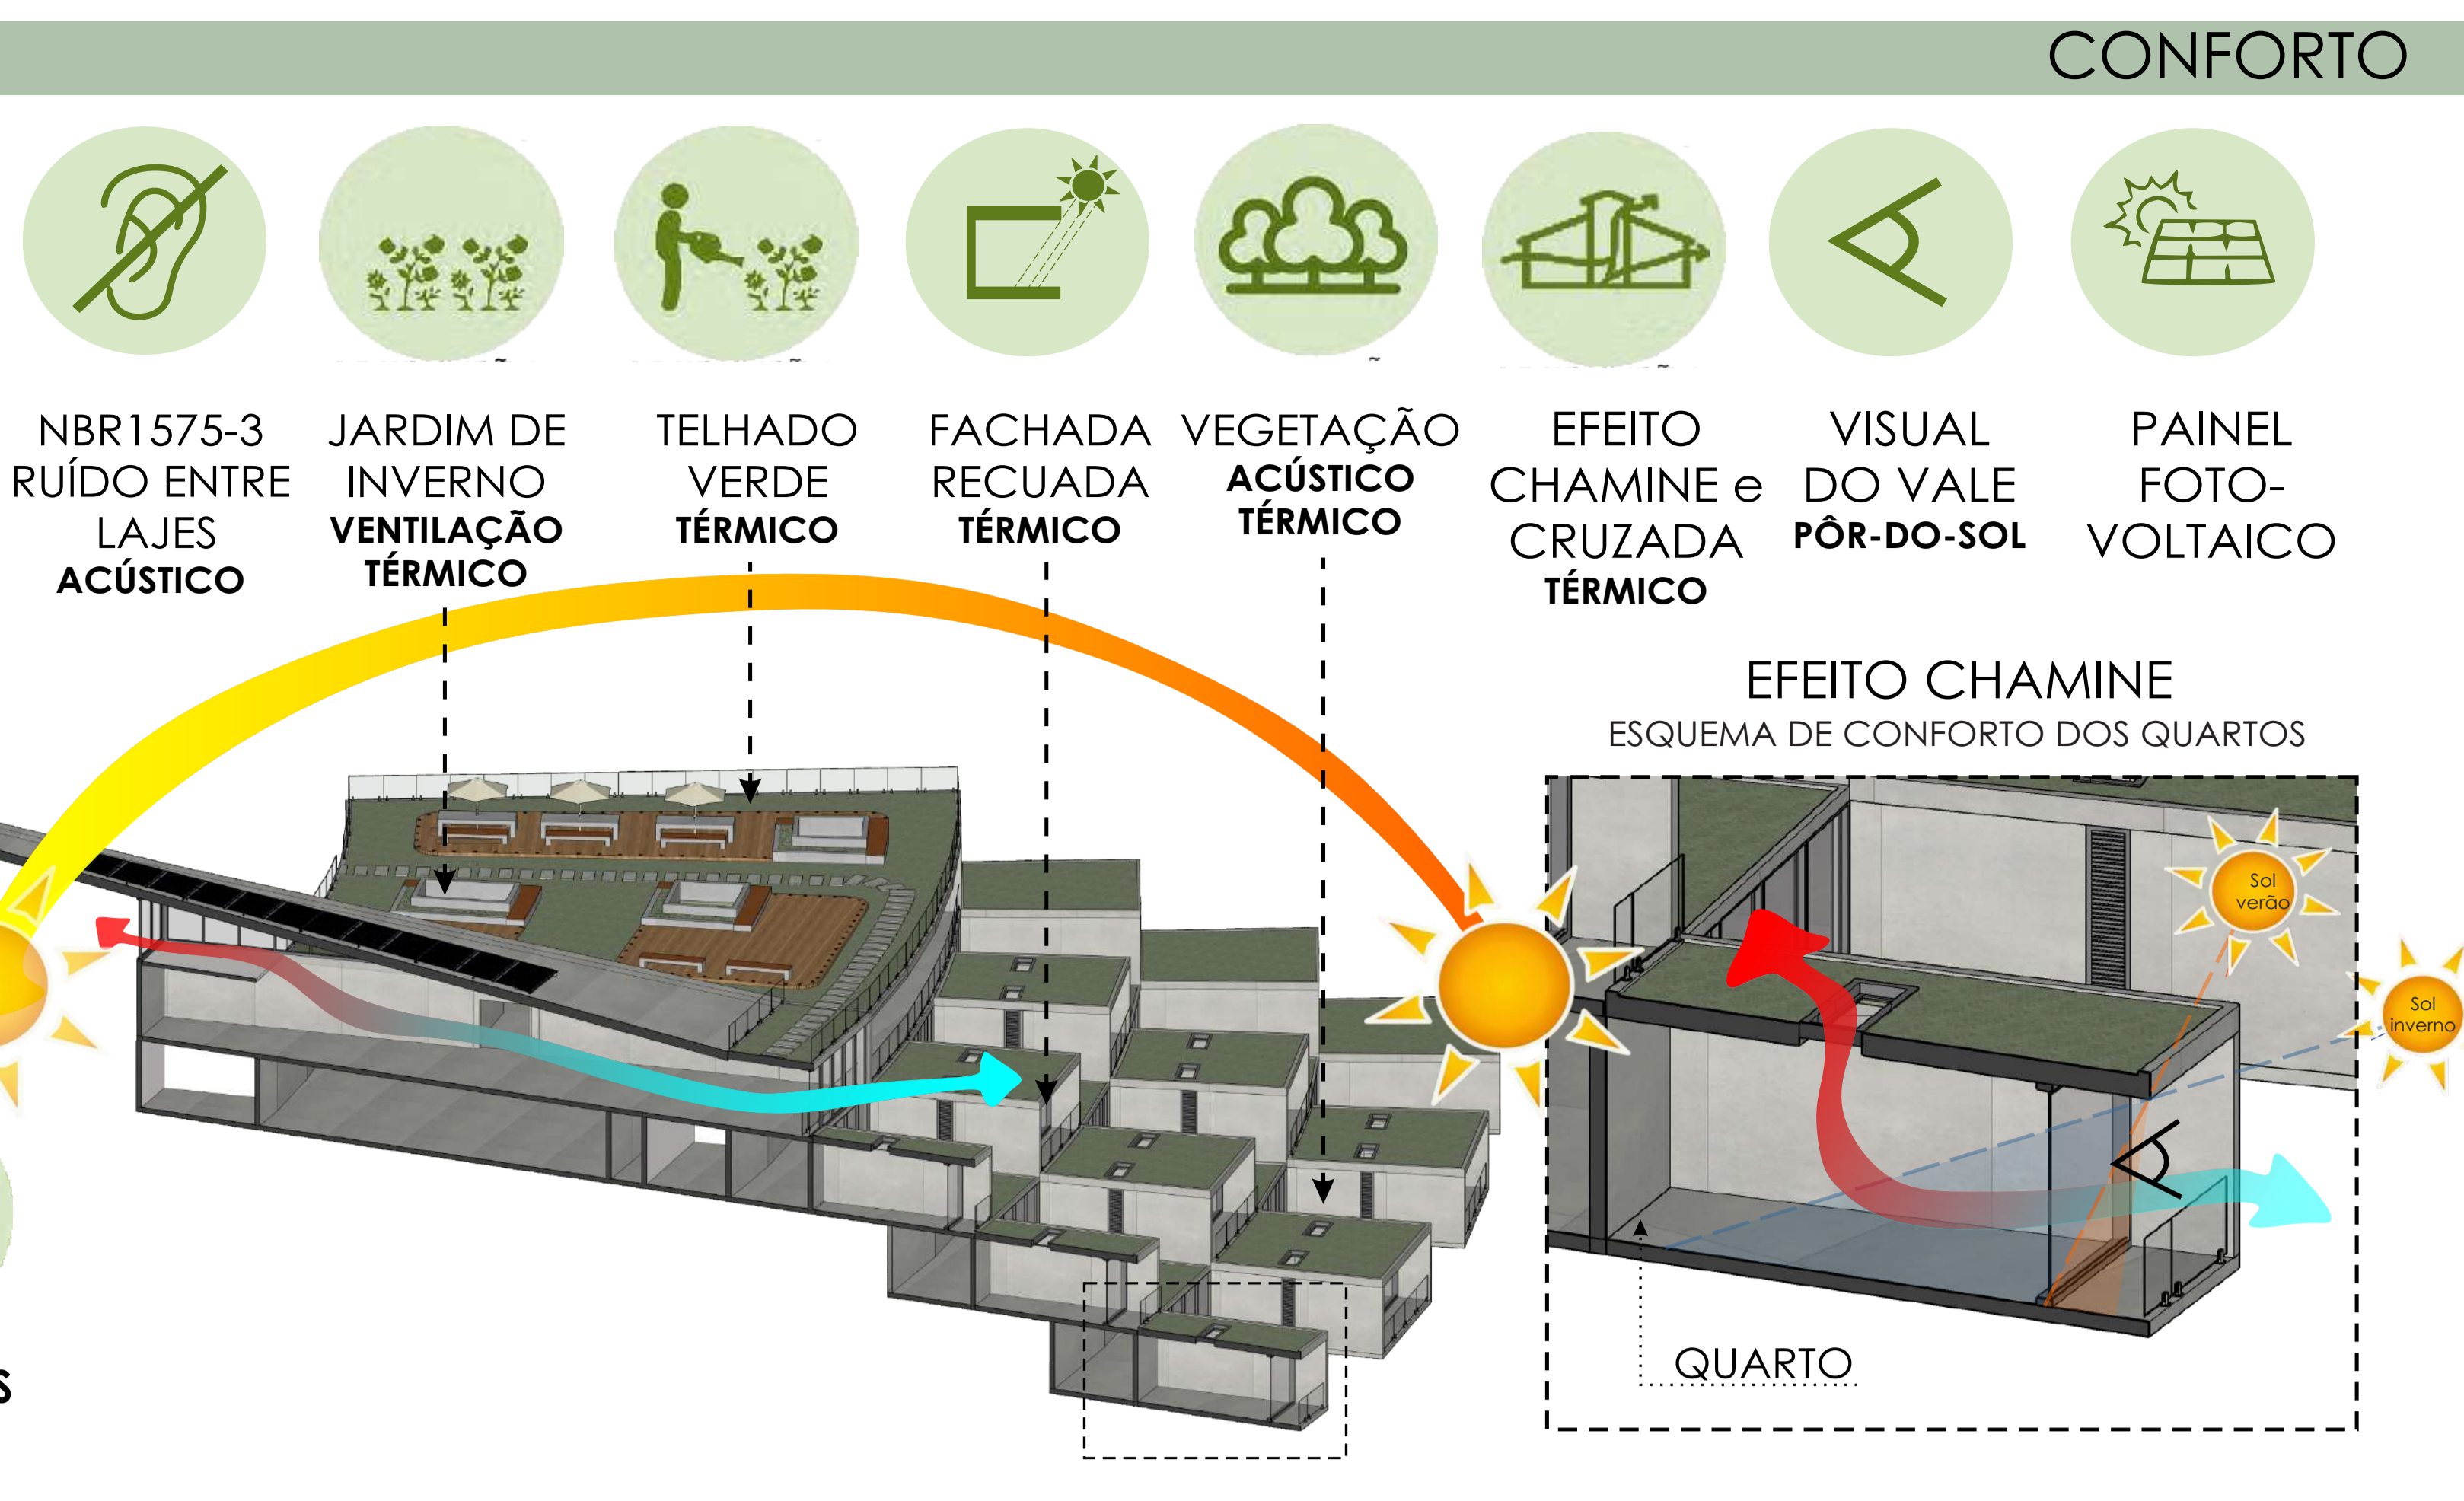 CONFORTO
NBR1575-3
RUÍDO ENTRE
LAJES
ACÚSTICO
JARDIM DE
INVERNO
VENTILAÇÃO
TÉRMICO
TELHADO
VERDE
TÉRMICO
FACHADA
RECUADA
TÉRMICO
VEGETAÇÃO
ACÚSTICO
TÉRMICO
EFEITO
CHAMINE e
CRUZADA
TÉRMICO
VISUAL
DO VALE
PÔR-DO-SOL
PAINEL
FOTO-
VOLTAICO
EFEITO CHAMINE
ESQUEMA DE CONFORTO DOS QUARTOS
Sol
verão
Sol
inverno
QUARTO
S